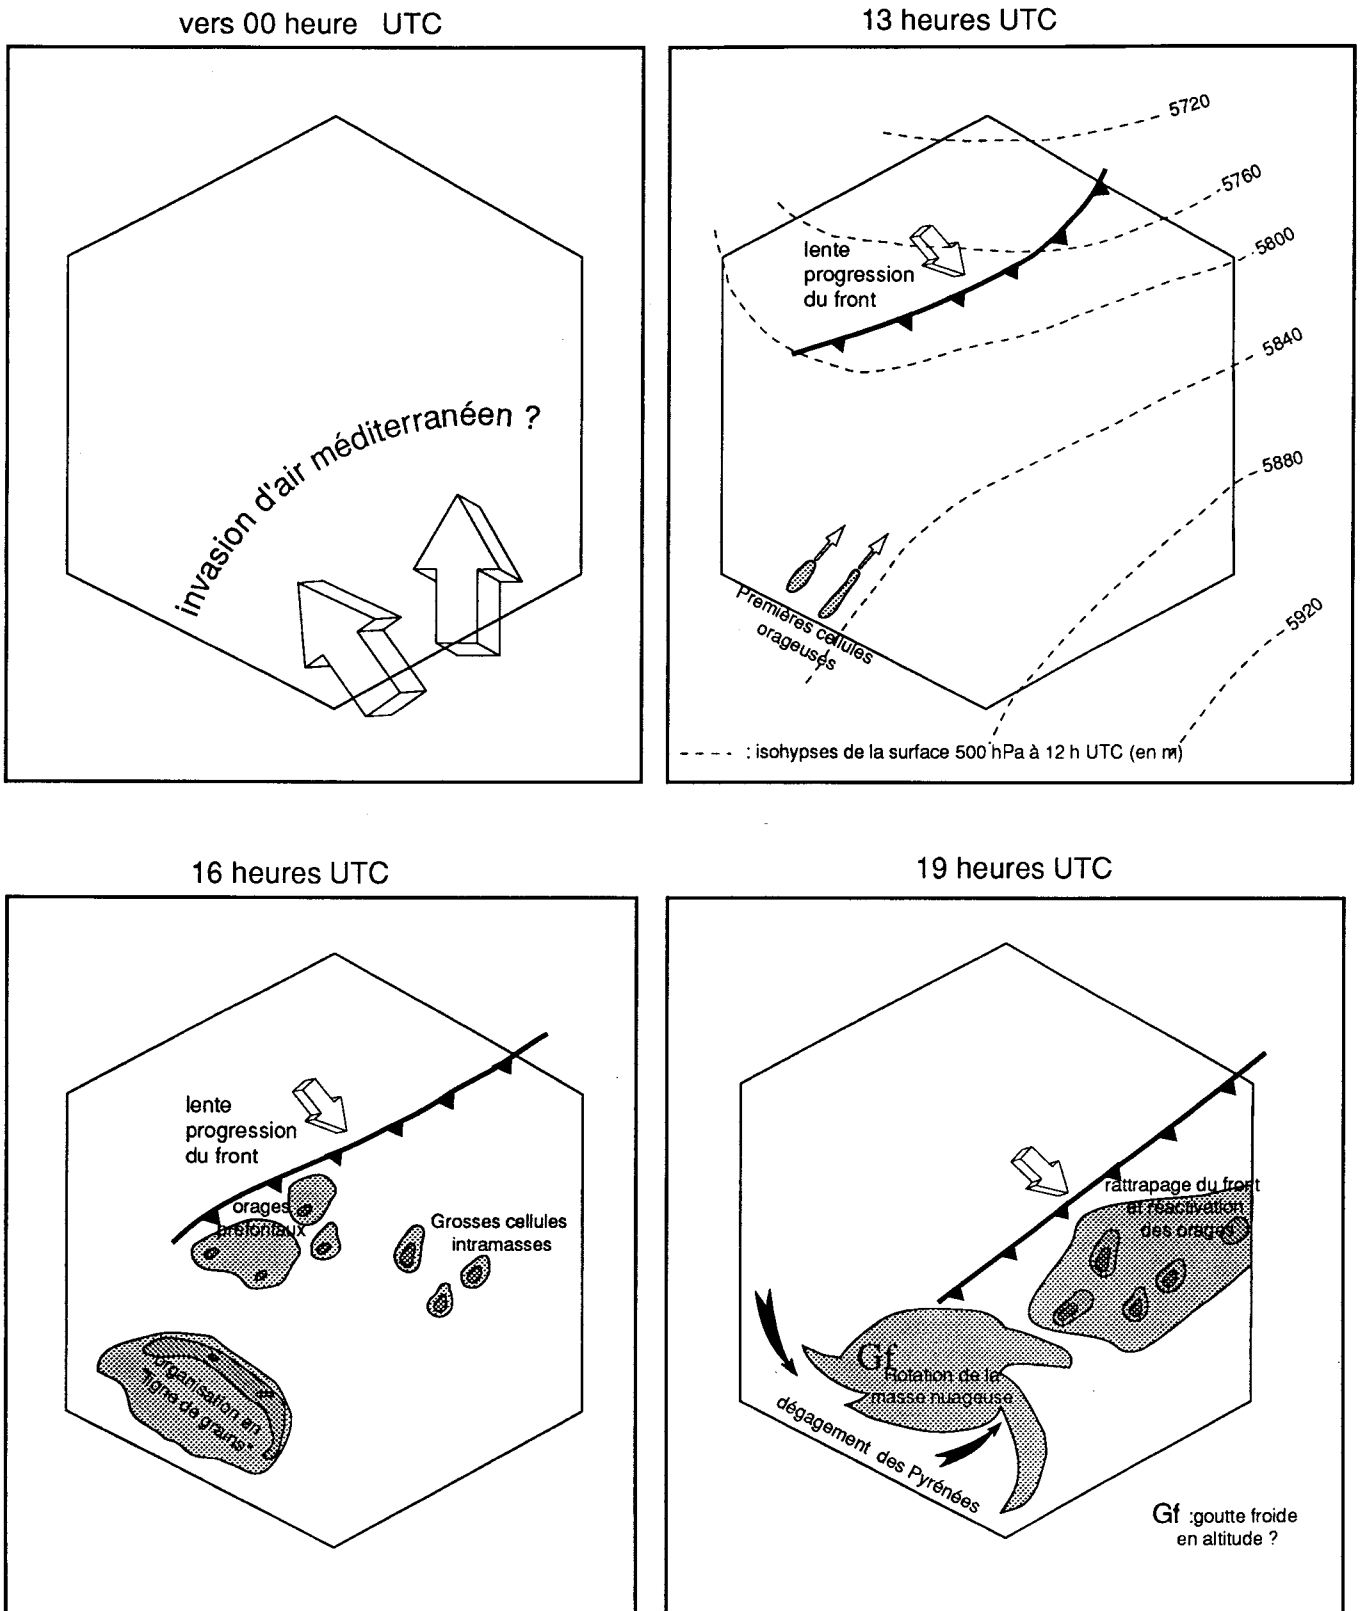 vers 00 heure UTC
invasion d'air méditerranéen ?
13 heures UTC
5720
5760
5800
5840
5880
5920
lente
progression
du front
Premières cellules
orageuses
- - - - : isohypses de la surface 500 hPa à 12 h UTC (en m)
16 heures UTC
lente
progression
du front
orages
préfontaux
Grosses cellules
intramasses
organisation en
"ligne de grains"
19 heures UTC
rattrapage du front
et réactivation
des orages
Gf
Rotation de la
masse nuageuse
dégagement des Pyrénées
Gf :goutte froide
en altitude ?